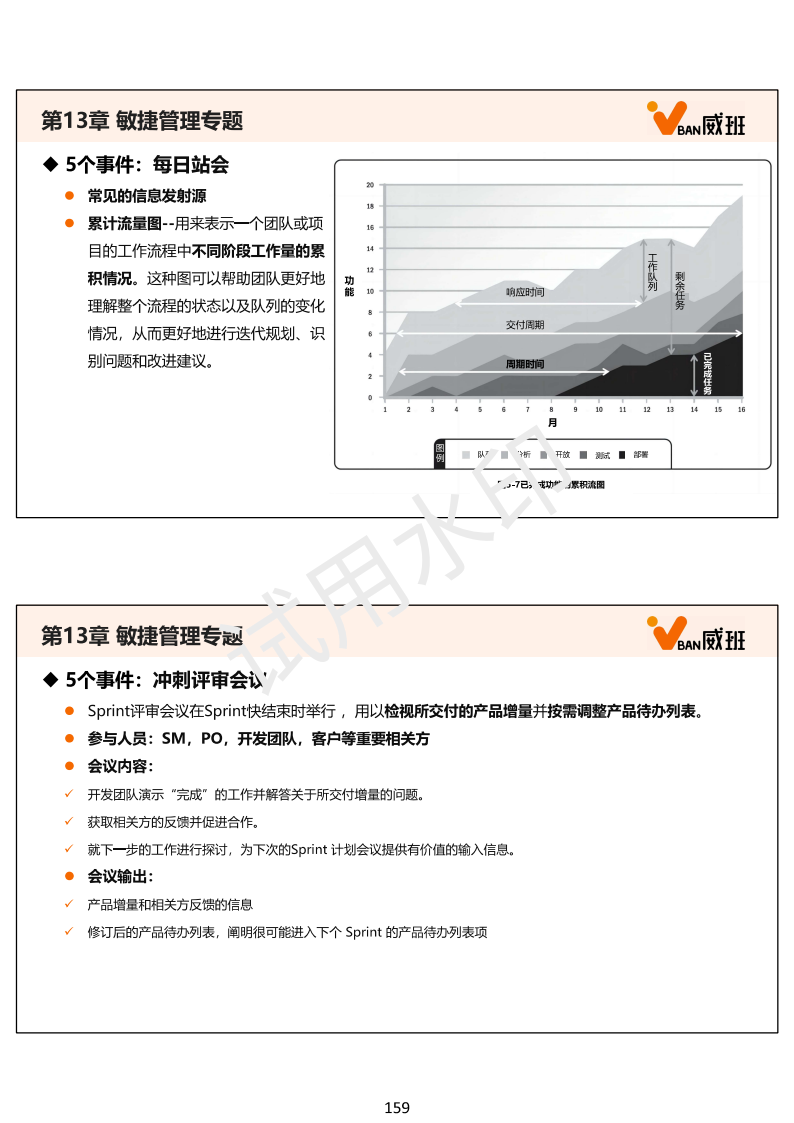 第13章 敏捷管理专题
BAN威班
◆ 5个事件：每日站会
● 常见的信息发射源
● 累计流量图--用来表示一个团队或项
目的工作流程中不同阶段工作量的累
积情况。这种图可以帮助团队更好地
理解整个流程的状态以及队列的变化
情况，从而更好地进行迭代规划、识
别问题和改进建议。
功能
20
18
16
14
12
10
8
6
4
2
0
响应时间
交付周期
周期时间
工作队列
剩余任务
已完成任务
1 2 3 4 5 6 7 8 9 10 11 12 13 14 15 16
月
图例
队列 分析 开放 测试 部署
-7已完成功能的累积流图
试用水印
第13章 敏捷管理专题
BAN威班
◆ 5个事件：冲刺评审会议
● Sprint评审会议在Sprint快结束时举行 ，用以检视所交付的产品增量并按需调整产品待办列表。
● 参与人员：SM，PO，开发团队，客户等重要相关方
● 会议内容：
✓ 开发团队演示“完成”的工作并解答关于所交付增量的问题。
✓ 获取相关方的反馈并促进合作。
✓ 就下一步的工作进行探讨，为下次的Sprint 计划会议提供有价值的输入信息。
● 会议输出：
✓ 产品增量和相关方反馈的信息
✓ 修订后的产品待办列表，阐明很可能进入下个 Sprint 的产品待办列表项
159